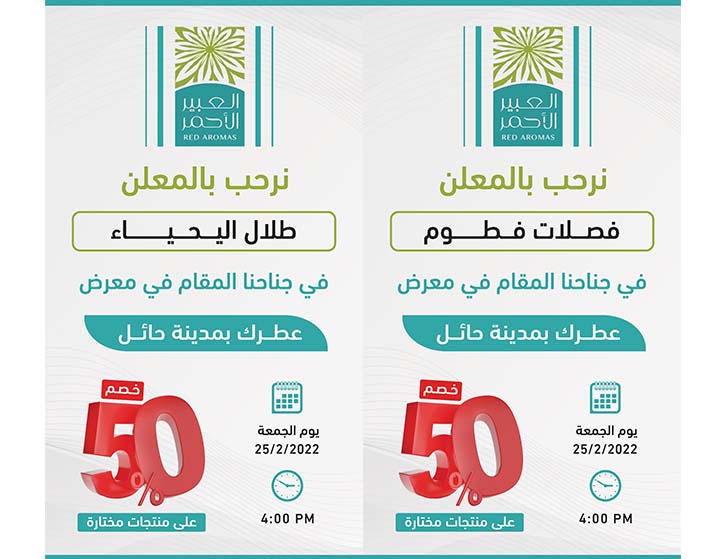 العبير
الأحمر
RED AROMAS
نرحب بالمعلن
فصلات فطوم
في جناحنا المقام في معرض
عطرك بمدينة حائل
خصم
50%
على منتجات مختارة
يوم الجمعة
25/2/2022
4:00 PM
العبير
الأحمر
RED AROMAS
نرحب بالمعلن
طلال اليحياء
في جناحنا المقام في معرض
عطرك بمدينة حائل
خصم
50%
على منتجات مختارة
يوم الجمعة
25/2/2022
4:00 PM